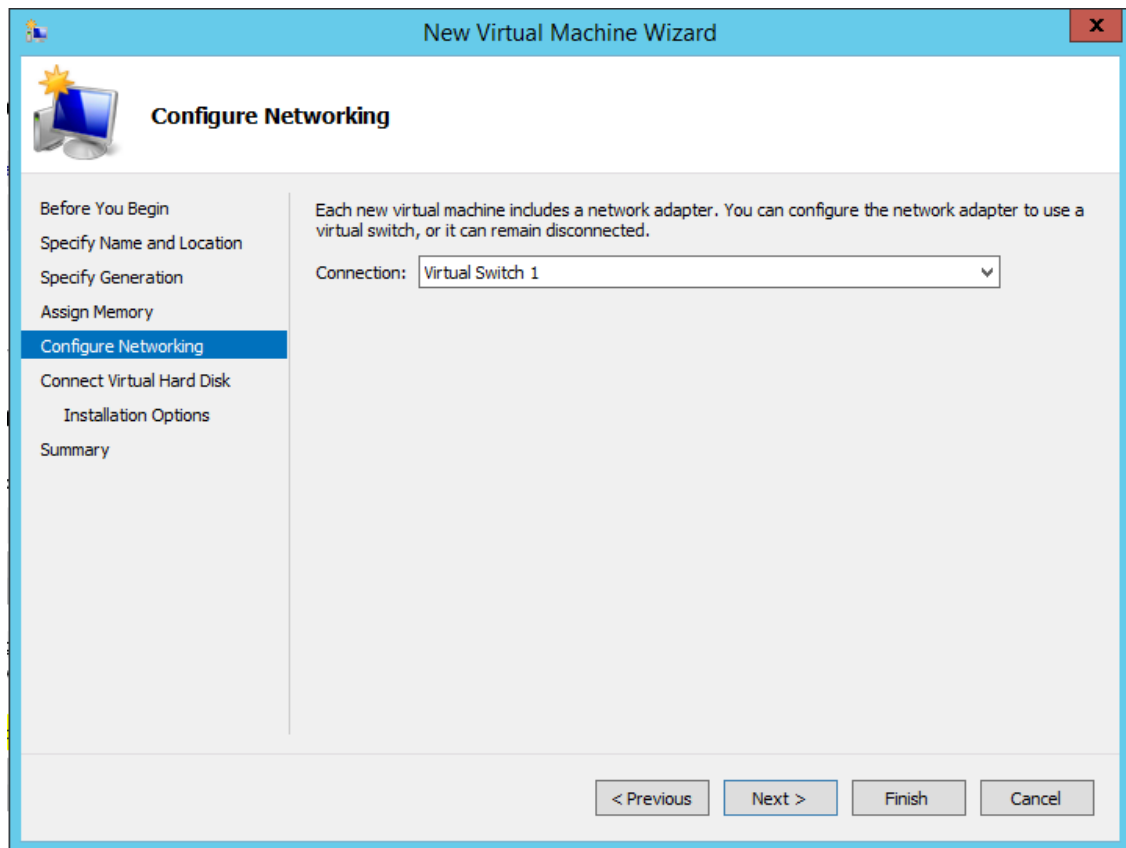 New Virtual Machine Wizard
x
Configure Networking
Before You Begin
Specify Name and Location
Specify Generation
Assign Memory
Configure Networking
Connect Virtual Hard Disk
Installation Options
Summary
Each new virtual machine includes a network adapter. You can configure the network adapter to use a
virtual switch, or it can remain disconnected.
Connection: Virtual Switch 1
< Previous Next > Finish Cancel